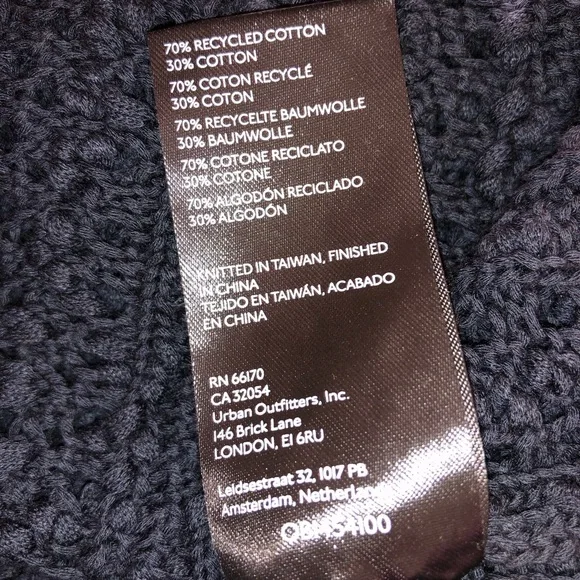 70% RECYCLED COTTON
30% COTTON
70% COTON RECYCLÉ
30% COTON
70% RECYCELTE BAUMWOLLE
30% BAUMWOLLE
70% COTONE RECICLATO
30% COTONE
70% ALGODÓN RECICLADO
30% ALGODÓN
KNITTED IN TAIWAN, FINISHED
IN CHINA
TEJIDO EN TAIWÁN, ACABADO
EN CHINA
RN 66170
CA 32054
Urban Outfitters, Inc.
146 Brick Lane
LONDON, E1 6RU
Leidsestraat 32, 1017 PB
Amsterdam, Netherlands